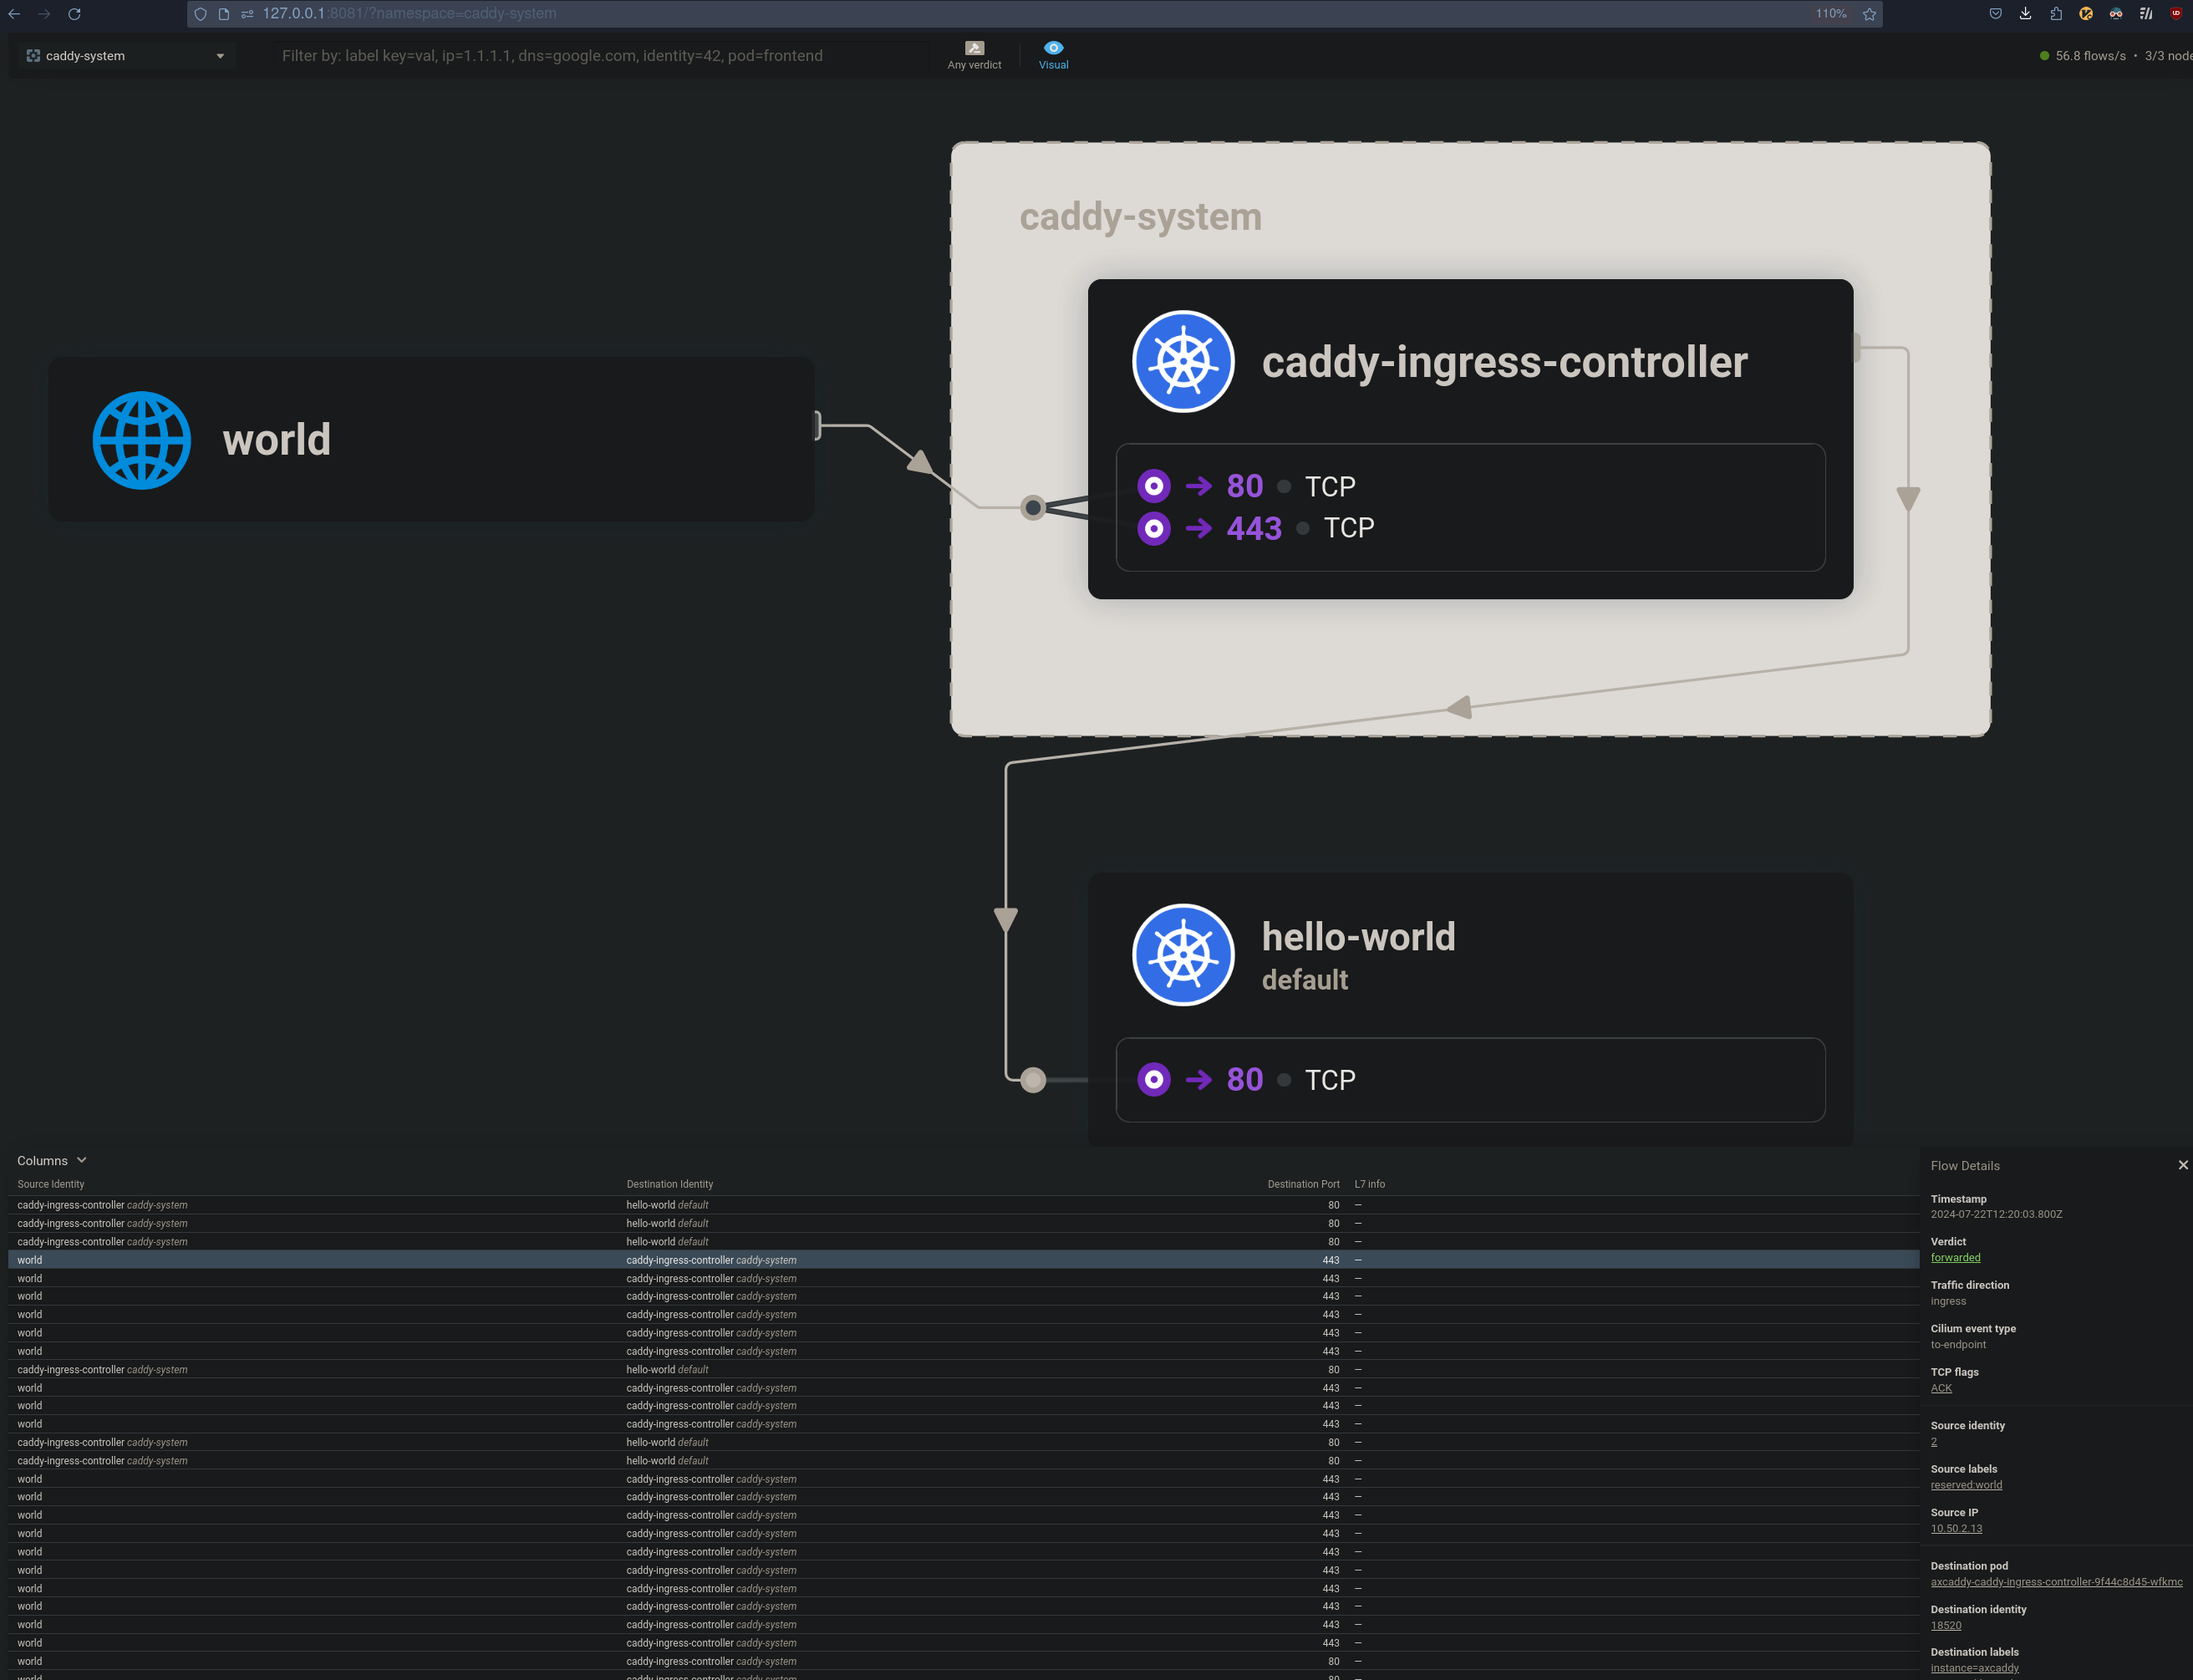 127.0.0.1:8081/?namespace=caddy-system
110%
caddy-system
Filter by: label key=val, ip=1.1.1.1, dns=google.com, identity=42, pod=frontend
Any verdict
Visual
56.8 flows/s • 3/3 node
caddy-system
caddy-ingress-controller
80 TCP
443 TCP
world
hello-world
default
80 TCP
Columns
Source Identity Destination Identity Destination Port L7 info
caddy-ingress-controller caddy-system hello-world default 80 —
caddy-ingress-controller caddy-system hello-world default 80 —
caddy-ingress-controller caddy-system hello-world default 80 —
world caddy-ingress-controller caddy-system 443 —
world caddy-ingress-controller caddy-system 443 —
world caddy-ingress-controller caddy-system 443 —
world caddy-ingress-controller caddy-system 443 —
world caddy-ingress-controller caddy-system 443 —
world caddy-ingress-controller caddy-system 443 —
caddy-ingress-controller caddy-system hello-world default 80 —
world caddy-ingress-controller caddy-system 443 —
world caddy-ingress-controller caddy-system 443 —
world caddy-ingress-controller caddy-system 443 —
caddy-ingress-controller caddy-system hello-world default 80 —
caddy-ingress-controller caddy-system hello-world default 80 —
world caddy-ingress-controller caddy-system 443 —
world caddy-ingress-controller caddy-system 443 —
world caddy-ingress-controller caddy-system 443 —
world caddy-ingress-controller caddy-system 443 —
world caddy-ingress-controller caddy-system 443 —
world caddy-ingress-controller caddy-system 443 —
world caddy-ingress-controller caddy-system 443 —
world caddy-ingress-controller caddy-system 443 —
world caddy-ingress-controller caddy-system 443 —
world caddy-ingress-controller caddy-system 443 —
world caddy-ingress-controller caddy-system 80 —
world caddy-ingress-controller caddy-system 80
Flow Details
Timestamp
2024-07-22T12:20:03.800Z
Verdict
forwarded
Traffic direction
ingress
Cilium event type
to-endpoint
TCP flags
ACK
Source identity
2
Source labels
reserved:world
Source IP
10.50.2.13
Destination pod
axcaddy-caddy-ingress-controller-9f44c8d45-wfkmc
Destination identity
18520
Destination labels
instance=axcaddy